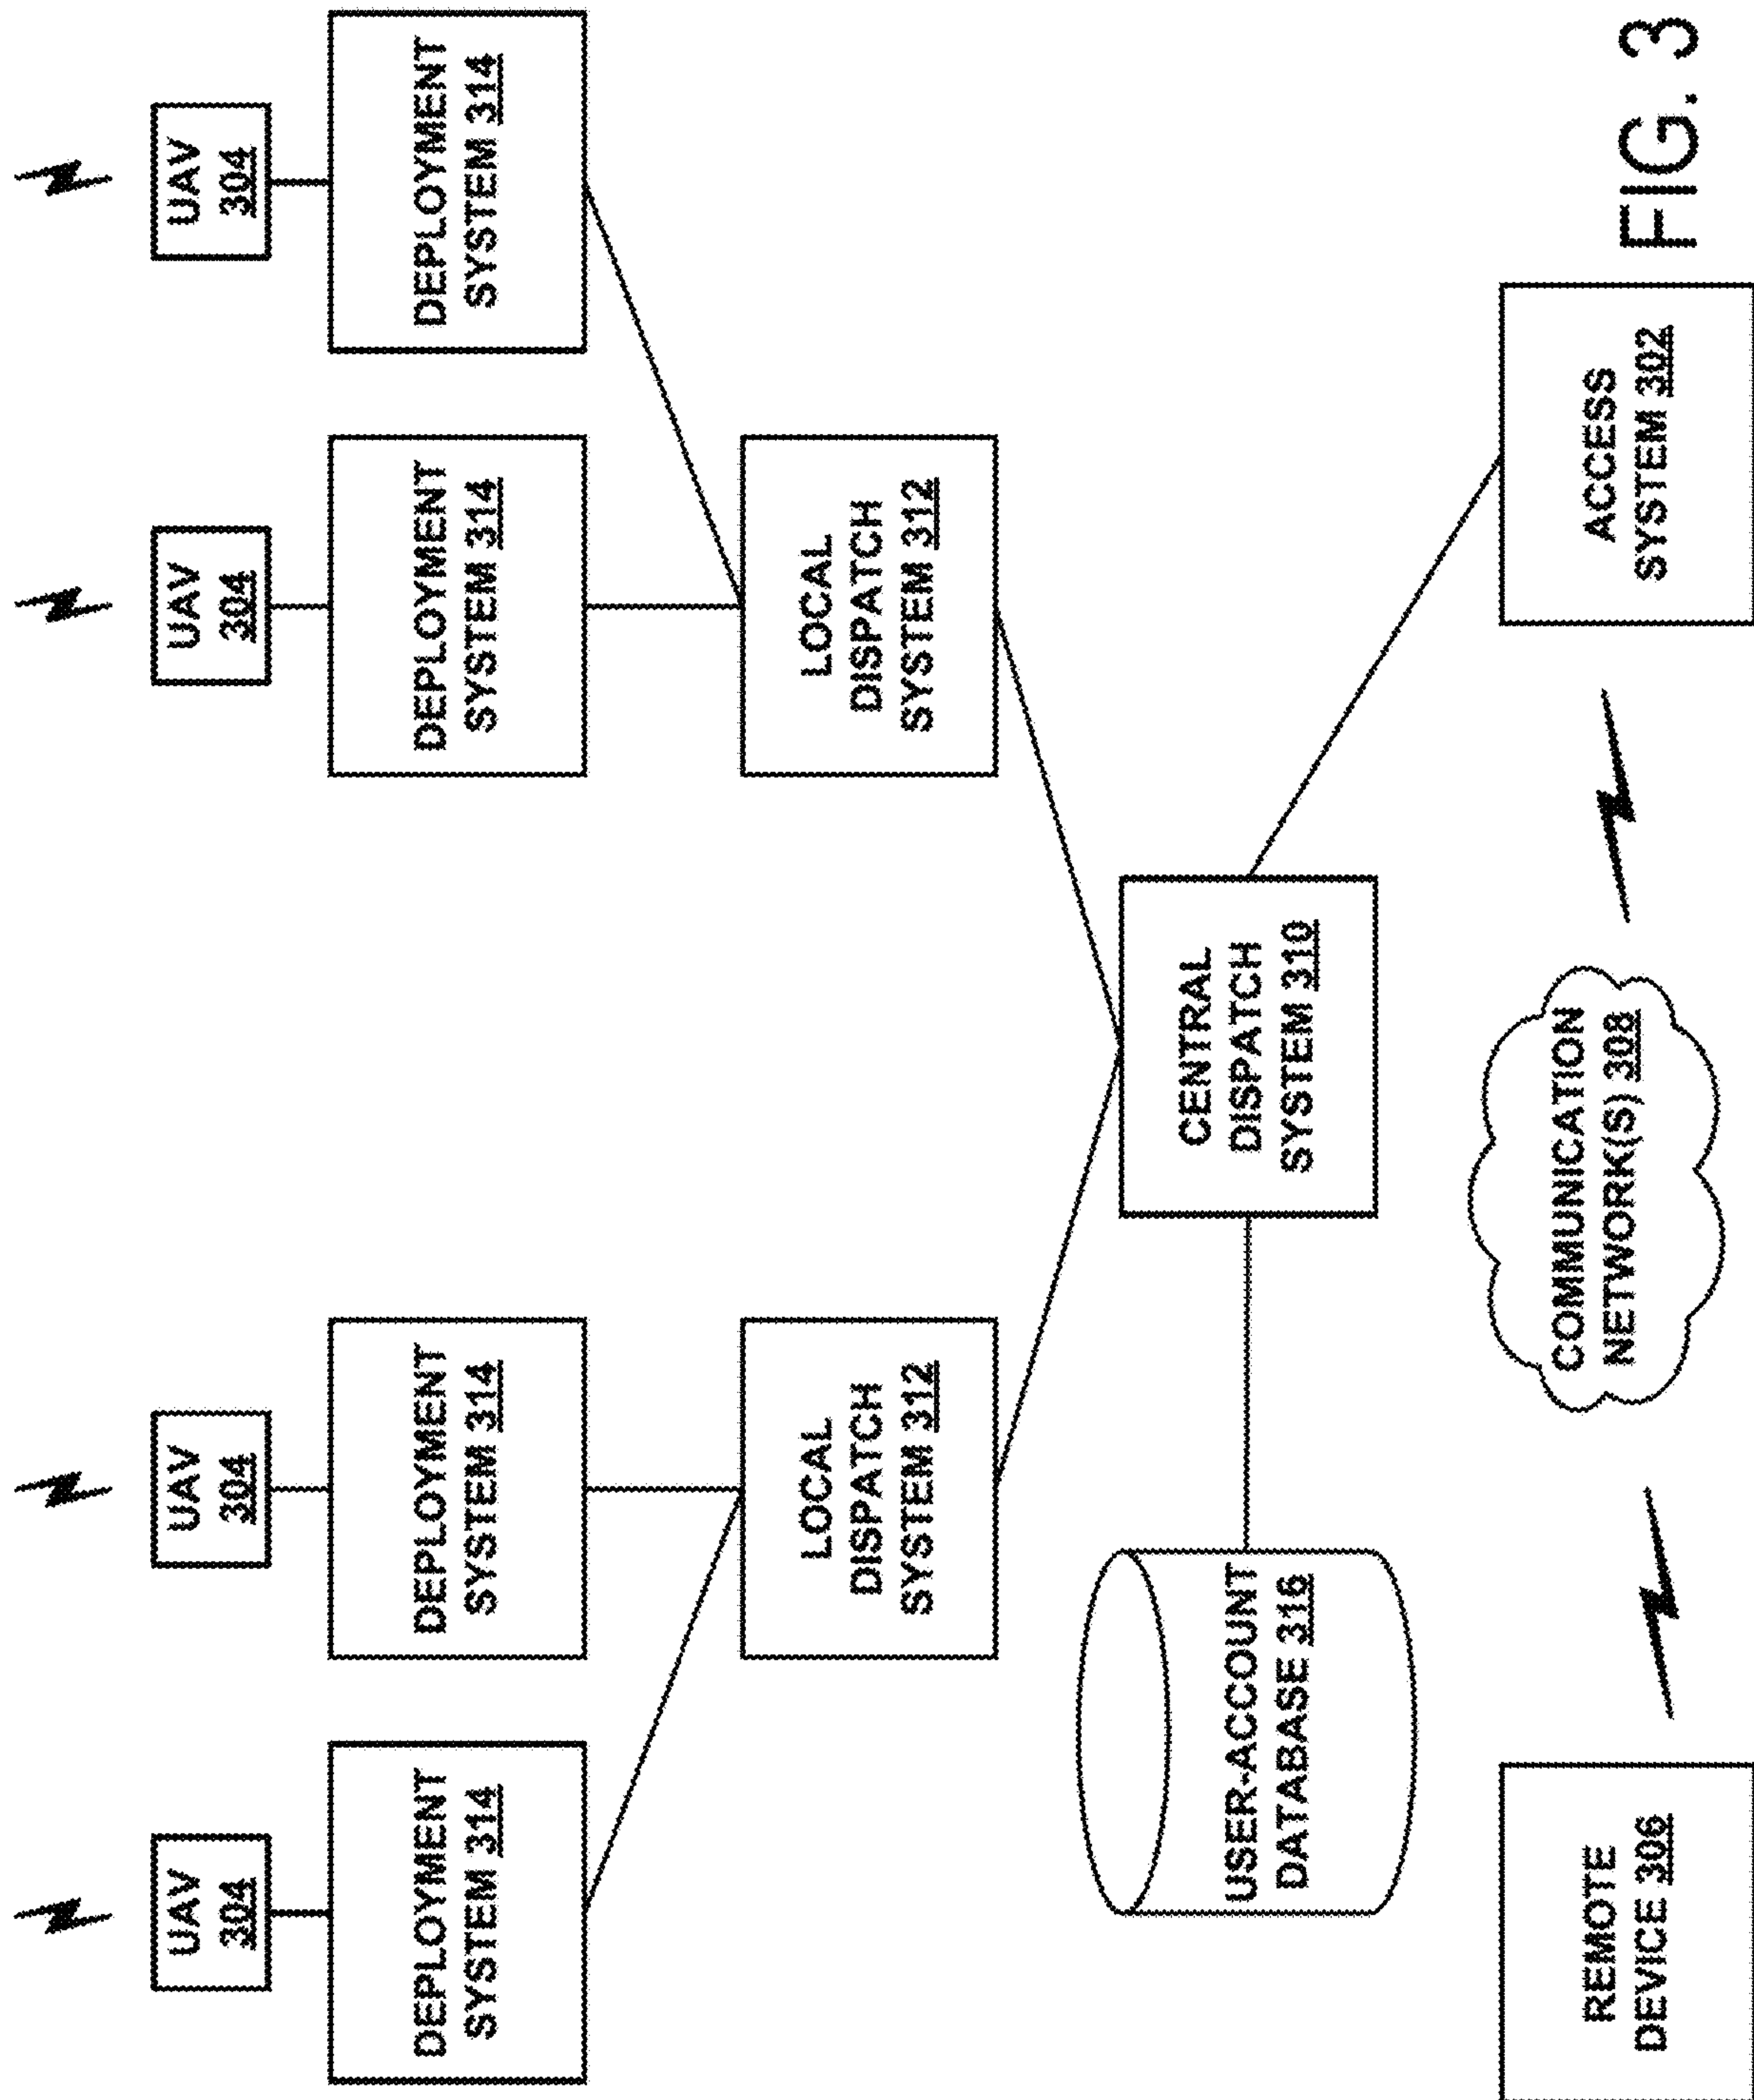 UAV
304
UAV
304
UAV
304
UAV
304
DEPLOYMENT
SYSTEM 314
DEPLOYMENT
SYSTEM 314
DEPLOYMENT
SYSTEM 314
DEPLOYMENT
SYSTEM 314
LOCAL
DISPATCH
SYSTEM 312
LOCAL
DISPATCH
SYSTEM 312
USER-ACCOUNT
DATABASE 316
CENTRAL
DISPATCH
SYSTEM 310
REMOTE
DEVICE 306
COMMUNICATION
NETWORK(S) 308
ACCESS
SYSTEM 302
FIG. 3